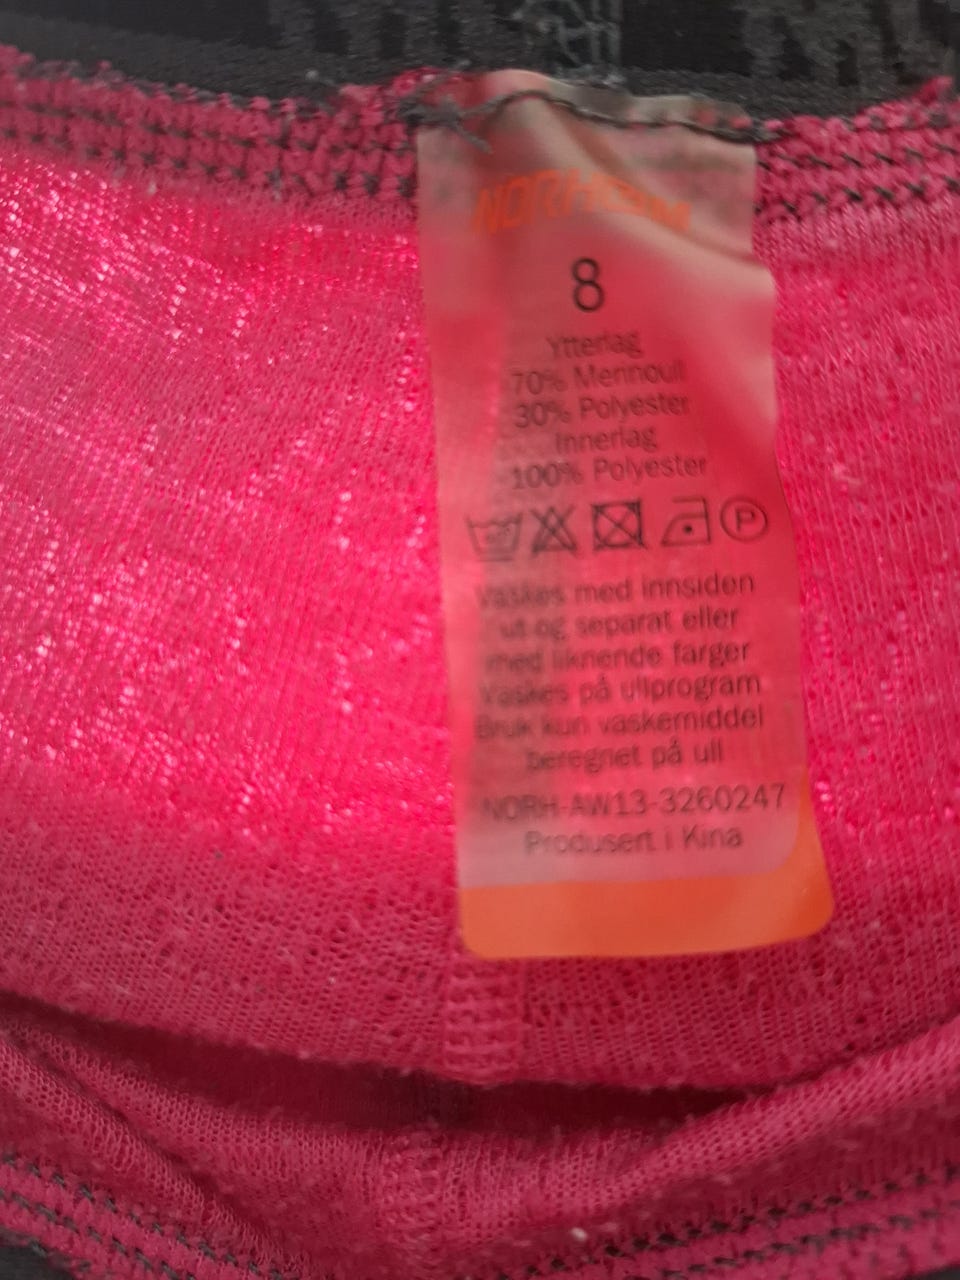 NORHEIM
8
Ytterlag
70% Merinoull
30% Polyester
Innerlag
100% Polyester
P
Vaskes med innsiden
ut og separat eller
med liknende farger
Vaskes på ullprogram
Bruk kun vaskemiddel
beregnet på ull
NORH-AW13-3260247
Produsert i Kina